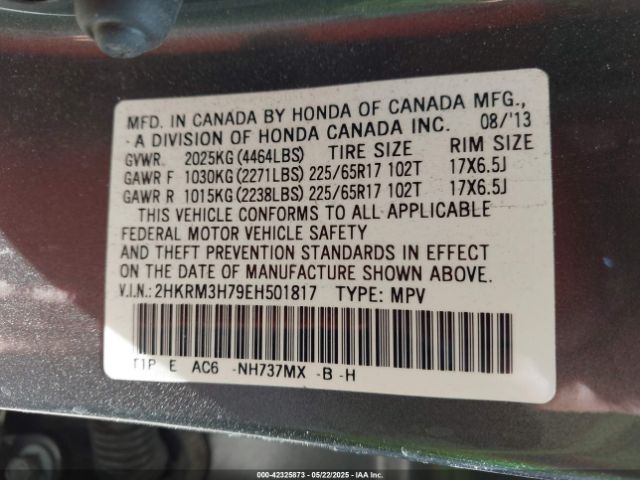 MFD. IN CANADA BY HONDA OF CANADA MFG.,
A DIVISION OF HONDA CANADA INC. 08/'13
GVWR. 2025KG (4464LBS) TIRE SIZE RIM SIZE
GAWR F 1030KG (2271LBS) 225/65R17 102T 17X6.5J
GAWR R 1015KG (2238LBS) 225/65R17 102T 17X6.5J
THIS VEHICLE CONFORMS TO ALL APPLICABLE
FEDERAL MOTOR VEHICLE SAFETY
AND THEFT PREVENTION STANDARDS IN EFFECT
ON THE DATE OF MANUFACTURE SHOWN ABOVE.
V.I.N.: 2HKRM3H79EH501817 TYPE: MPV
T1P E AC6 -NH737MX -B -H
000-42325873 | 05/22/2025 | IAA, Inc.